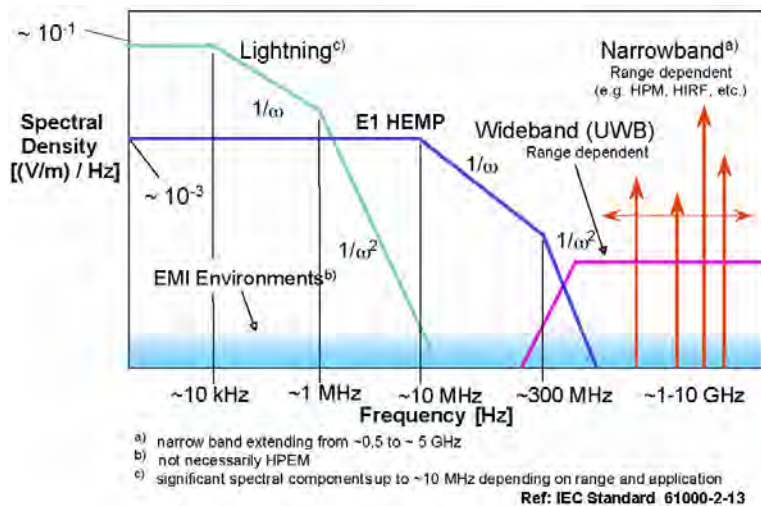 ~ 10⁻¹
Lightning c)
Narrowband a)
Range dependent
(e.g. HPM, HIRF, etc.)
Spectral
Density
[(V/m) / Hz]
1/ω
E1 HEMP
Wideband (UWB)
Range dependent
~ 10⁻³
1/ω
1/ω²
1/ω²
EMI Environments b)
~10 kHz
~1 MHz
~10 MHz
~300 MHz
~1-10 GHz
Frequency [Hz]
a) narrow band extending from ~0.5 to ~ 5 GHz
b) not necessarily HPEM
c) significant spectral components up to ~10 MHz depending on range and application
Ref: IEC Standard 61000-2-13